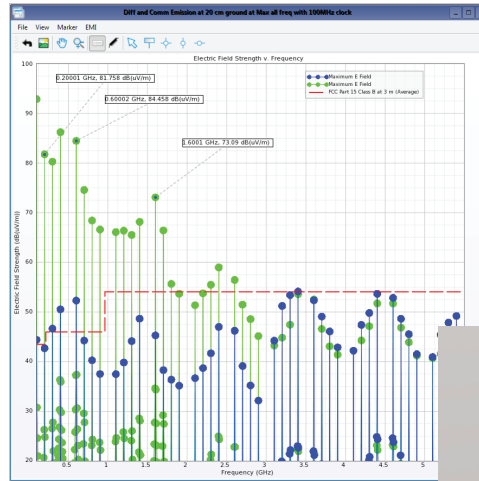 Diff and Comm Emission at 20 cm ground at Max all freq with 100MHz clock
File View Marker EMI
Electric Field Strength v. Frequency
Maximum E Field
Maximum E Field
FCC Part 15 Class B at 3 m (Average)
0.20001 GHz, 81.758 dB(uV/m)
0.60002 GHz, 84.458 dB(uV/m)
1.6001 GHz, 73.09 dB(uV/m)
Electric Field Strength (dB(uV/m))
100
90
80
70
60
50
40
30
20
0.5 1 1.5 2 2.5 3 3.5 4 4.5 5
Frequency (GHz)